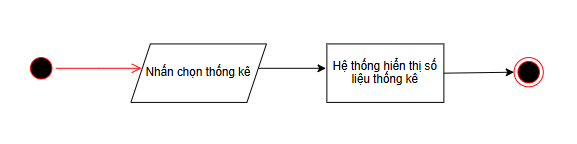 Nhấn chọn thống kê
Hệ thống hiển thị số
liệu thống kê